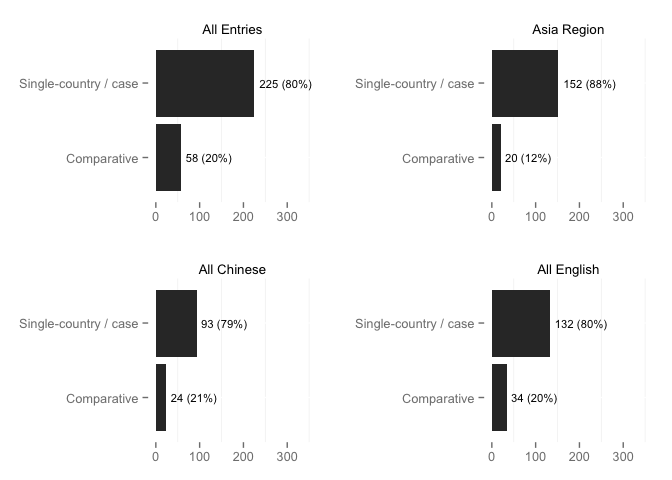 All Entries
Single-country / case
225 (80%)
Comparative
58 (20%)
0 100 200 300
Asia Region
Single-country / case
152 (88%)
Comparative
20 (12%)
0 100 200 300
All Chinese
Single-country / case
93 (79%)
Comparative
24 (21%)
0 100 200 300
All English
Single-country / case
132 (80%)
Comparative
34 (20%)
0 100 200 300